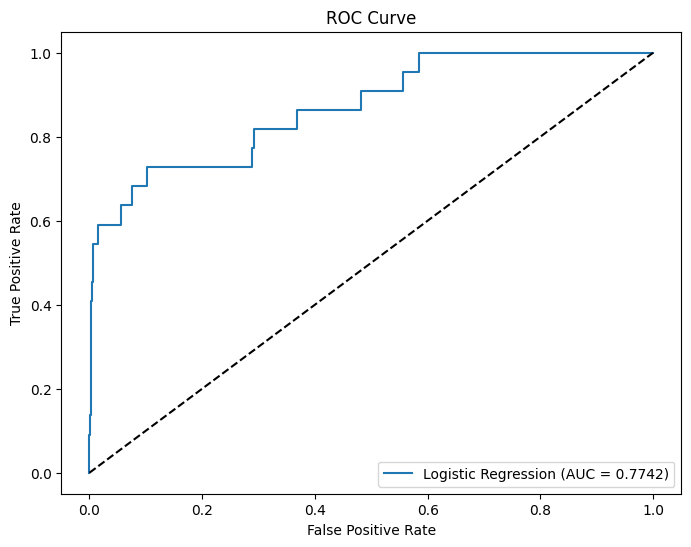 ROC Curve
1.0
0.8
0.6
0.4
0.2
0.0
True Positive Rate
Logistic Regression (AUC = 0.7742)
0.0 0.2 0.4 0.6 0.8 1.0
False Positive Rate